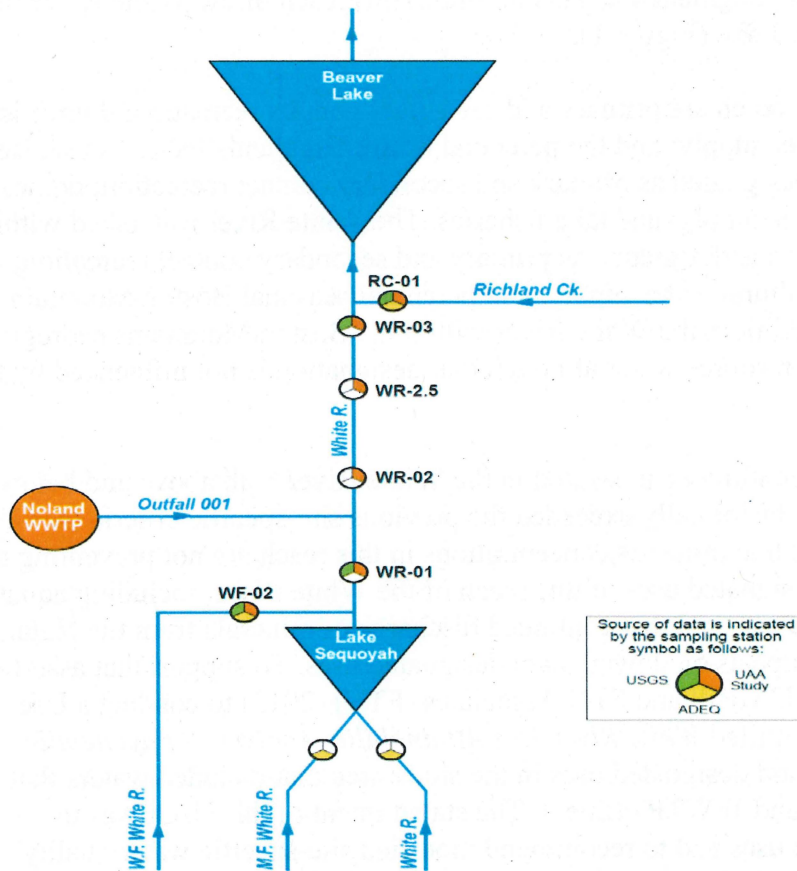 Beaver
Lake
RC-01
Richland Ck.
WR-03
WR-2.5
White R.
WR-02
Noland
WWTP
Outfall 001
WR-01
WF-02
Lake
Sequoyah
Source of data is indicated
by the sampling station
symbol as follows:
USGS
UAA
Study
ADEQ
W.F. White R.
M.F. White R.
White R.